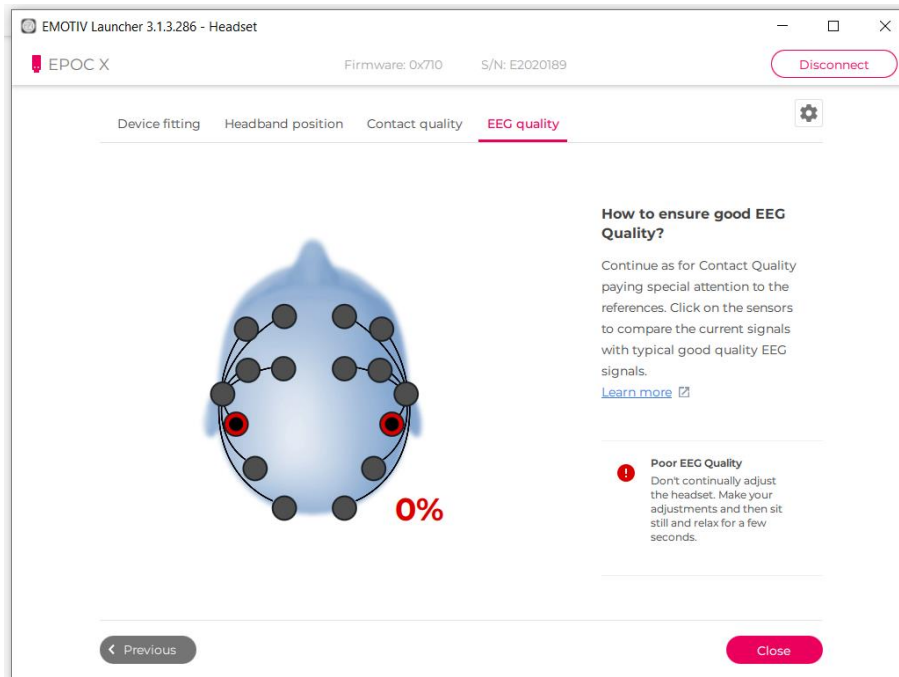 EMOTIV Launcher 3.1.3.286 - Headset
EPOC X
Firmware: 0x710
S/N: E2020189
Disconnect
Device fitting
Headband position
Contact quality
EEG quality
How to ensure good EEG
Quality?
Continue as for Contact Quality
paying special attention to the
references. Click on the sensors
to compare the current signals
with typical good quality EEG
signals.
Learn more
Poor EEG Quality
Don't continually adjust
the headset. Make your
adjustments and then sit
still and relax for a few
seconds.
0%
Previous
Close